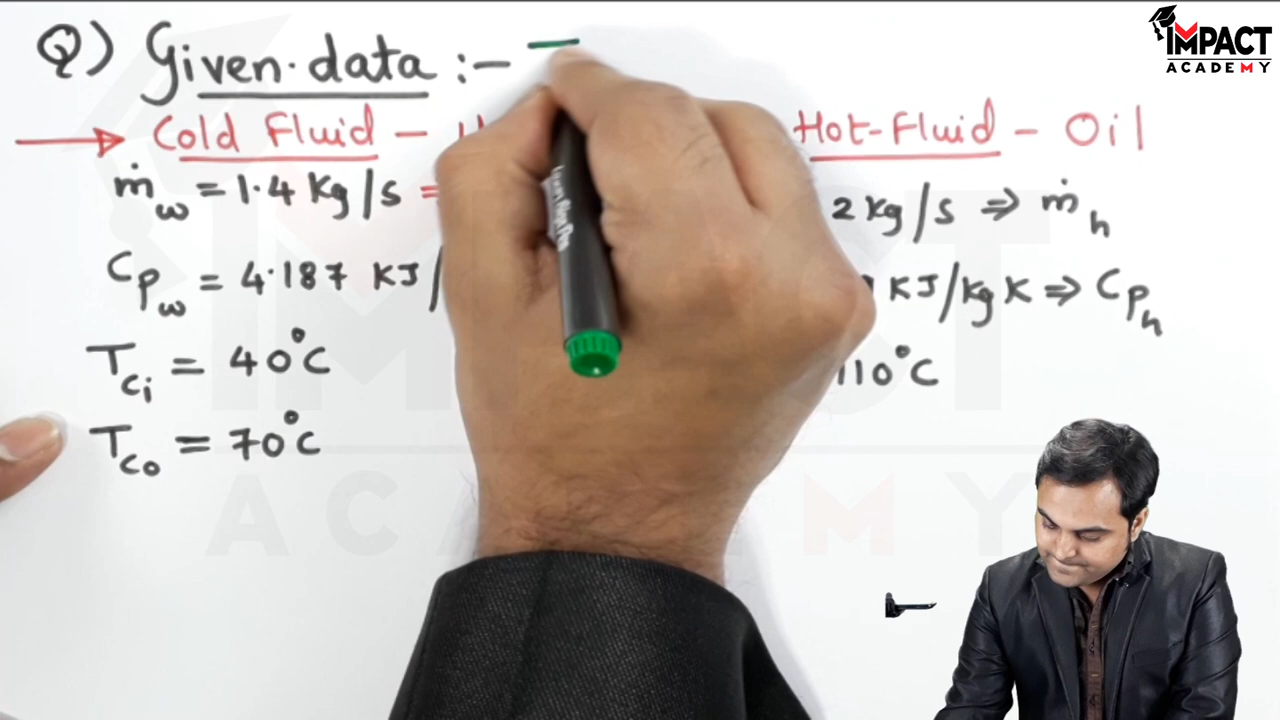 Q) Given data :-
IMPACT
ACADEMY
Cold Fluid - Hot-Fluid - Oil
ṁw = 1.4 Kg/s = 2 Kg/s ⇒ ṁh
Cpw = 4.187 KJ/ KJ/Kg K ⇒ Cph
Tci = 40°C 110°C
Tco = 70°C
ACADEMY